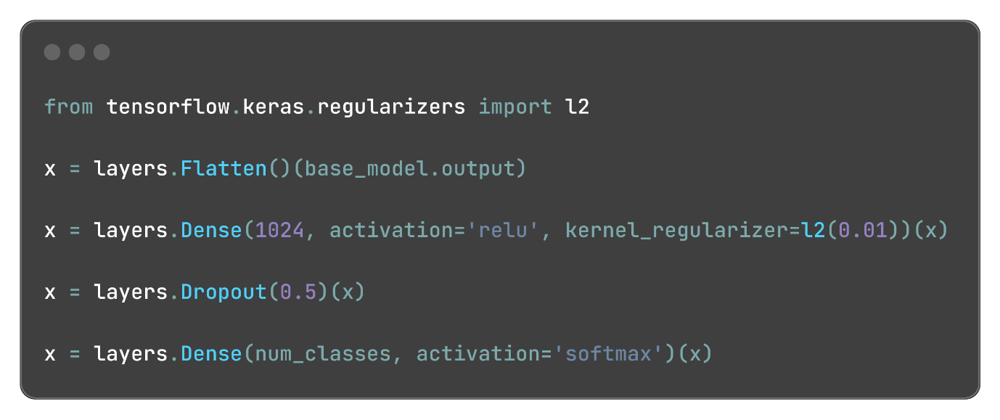 from tensorflow.keras.regularizers import l2
x = layers.Flatten()(base_model.output)
x = layers.Dense(1024, activation='relu', kernel_regularizer=l2(0.01))(x)
x = layers.Dropout(0.5)(x)
x = layers.Dense(num_classes, activation='softmax')(x)